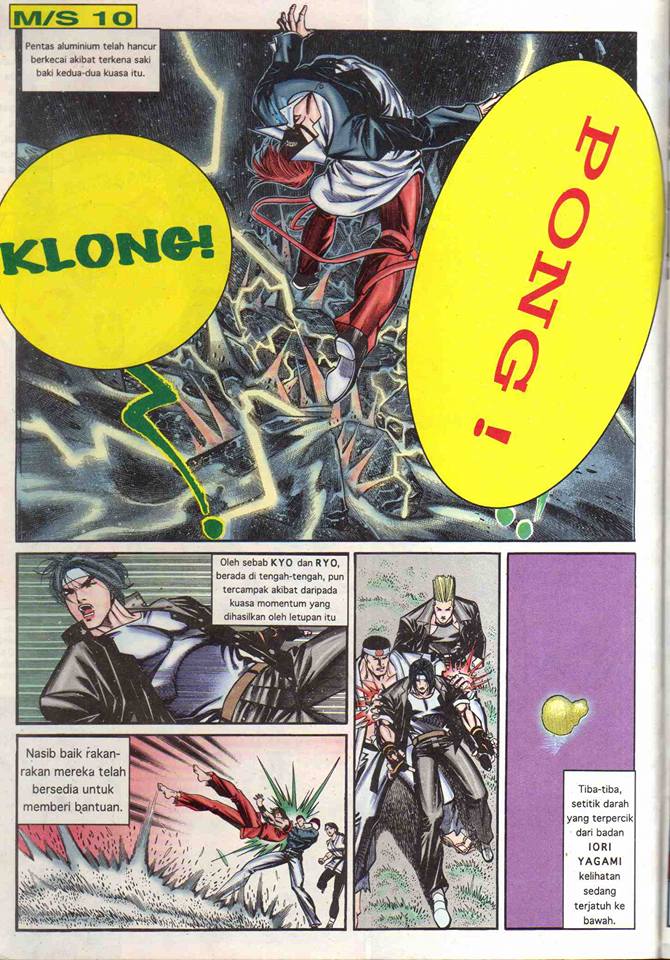 M/S 10
Pentas aluminium telah hancur
berkecai akibat terkena saki
baki kedua-dua kuasa itu.
KLONG!
PONG!
Oleh sebab KYO dan RYO,
berada di tengah-tengah, pun
tercampak akibat daripada
kuasa momentum yang
dihasilkan oleh letupan itu
Nasib baik rakan-
rakan mereka telah
bersedia untuk
memberi bantuan.
Tiba-tiba,
setitik darah
yang terpercik
dari badan
IORI
YAGAMI
kelihatan
sedang
terjatuh ke
bawah.